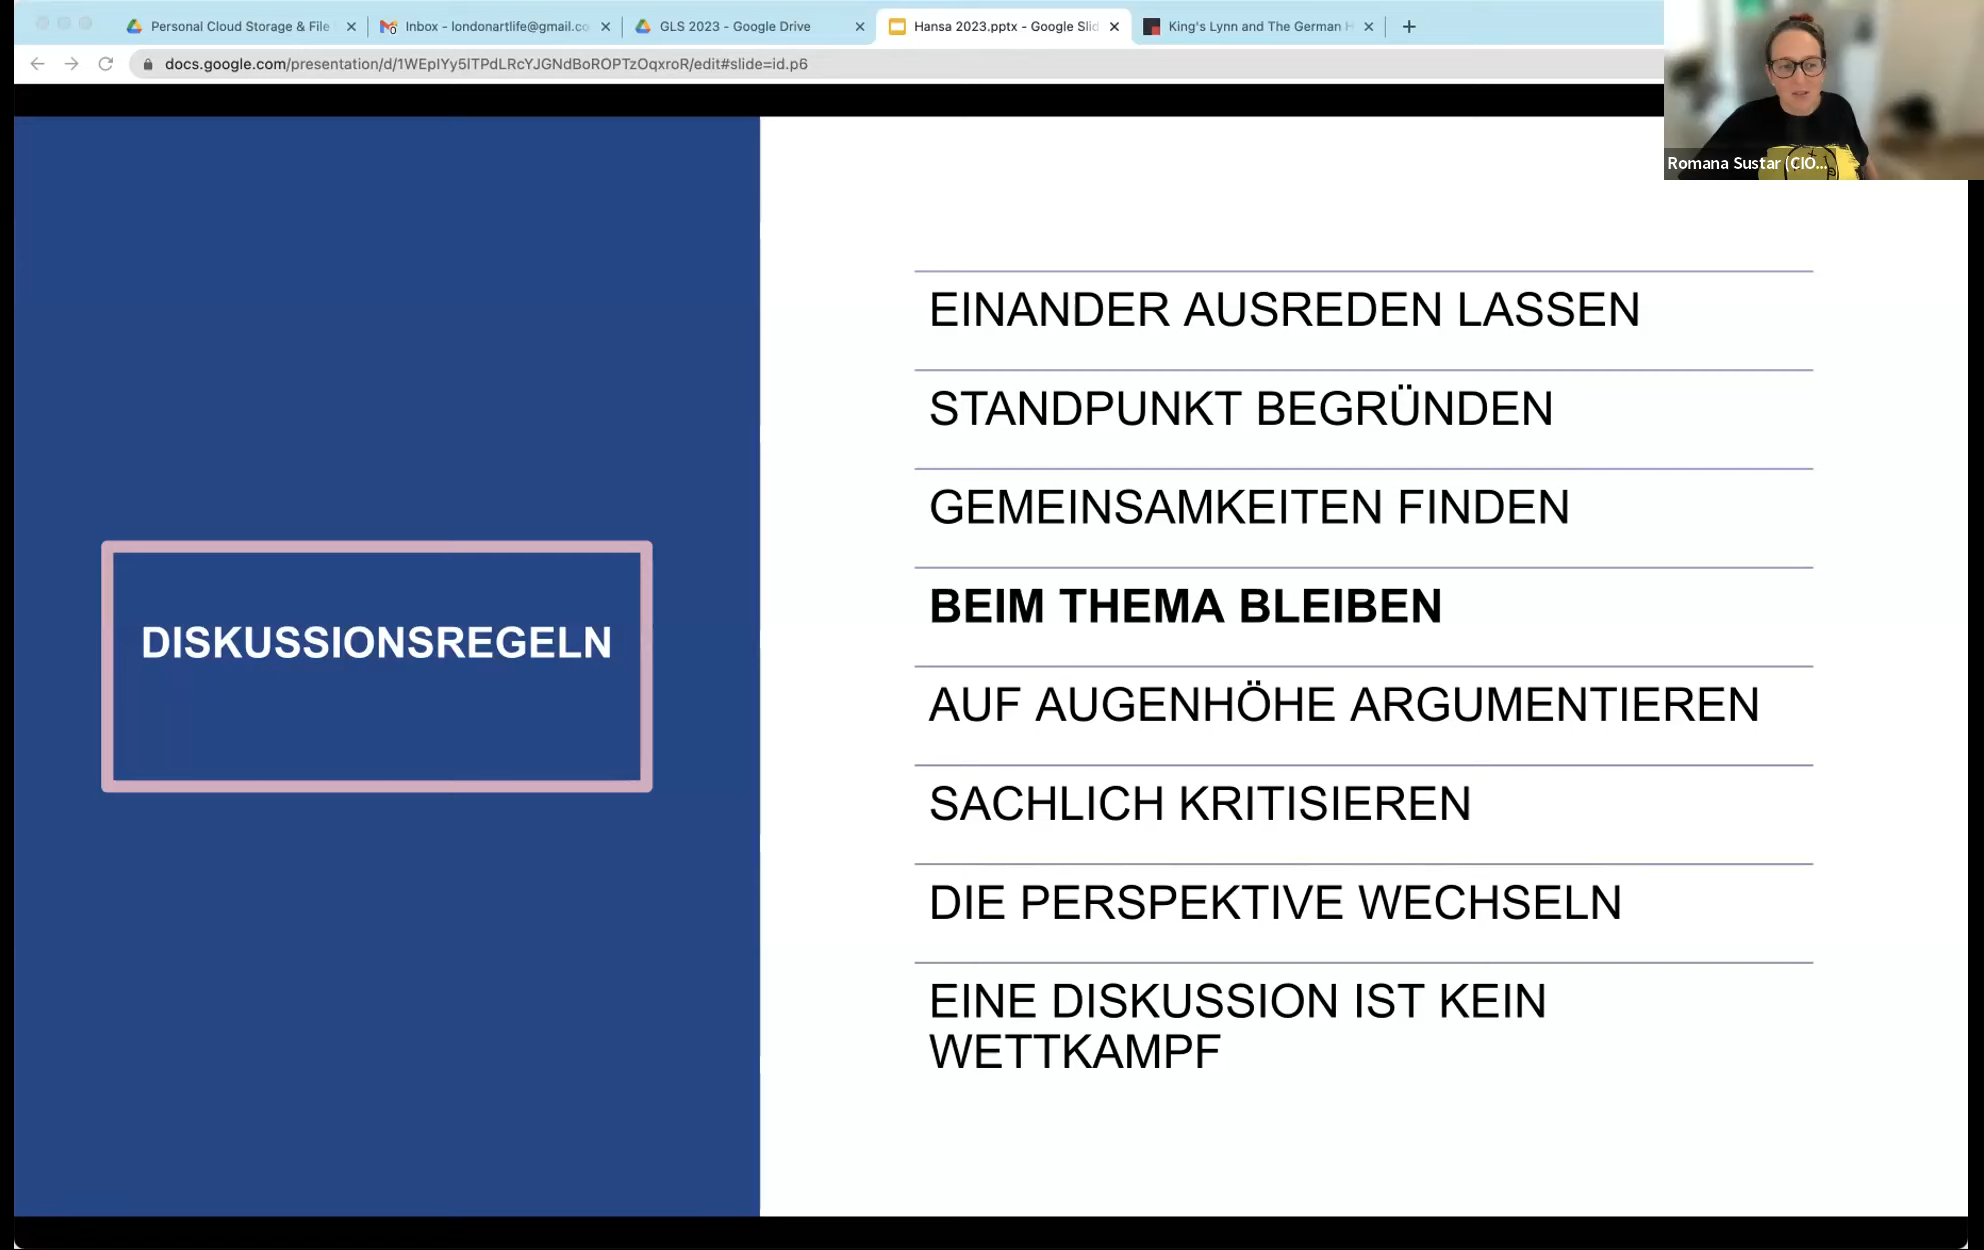 Personal Cloud Storage & File
Inbox - londonartlife@gmail.co
GLS 2023 - Google Drive
Hansa 2023.pptx - Google Slid
King's Lynn and The German H
docs.google.com/presentation/d/1WEpIYy5lTPdLRcYJGNdBoROPTzOqxroR/edit#slide=id.p6
Romana Sustar (CIO...
DISKUSSIONSREGELN
EINANDER AUSREDEN LASSEN
STANDPUNKT BEGRÜNDEN
GEMEINSAMKEITEN FINDEN
BEIM THEMA BLEIBEN
AUF AUGENHÖHE ARGUMENTIEREN
SACHLICH KRITISIEREN
DIE PERSPEKTIVE WECHSELN
EINE DISKUSSION IST KEIN
WETTKAMPF